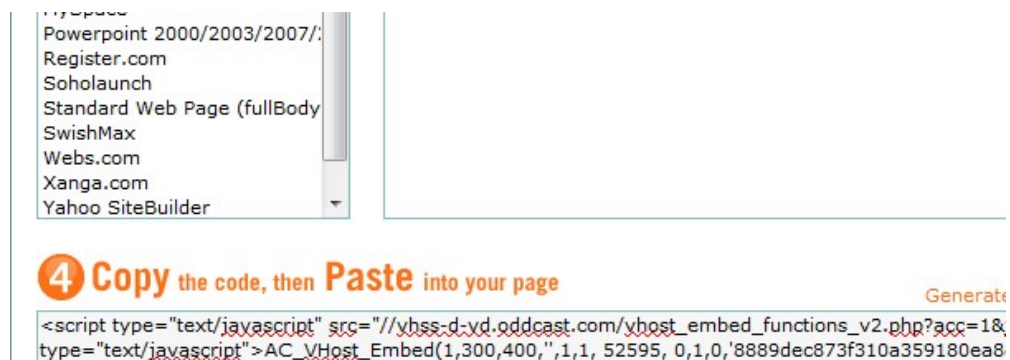 MySpace
Powerpoint 2000/2003/2007/
Register.com
Soholaunch
Standard Web Page (fullBody
SwishMax
Webs.com
Xanga.com
Yahoo SiteBuilder
4 Copy the code, then Paste into your page
Generate
<script type="text/javascript" src="//vhss-d-vd.oddcast.com/vhost_embed_functions_v2.php?acc=1&
type="text/javascript">AC_VHost_Embed(1,300,400,'',1,1, 52595, 0,1,0,'8889dec873f310a359180ea8